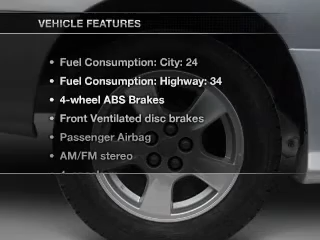 VEHICLE FEATURES
• Fuel Consumption: City: 24
• Fuel Consumption: Highway: 34
• 4-wheel ABS Brakes
• Front Ventilated disc brakes
• Passenger Airbag
• AM/FM stereo